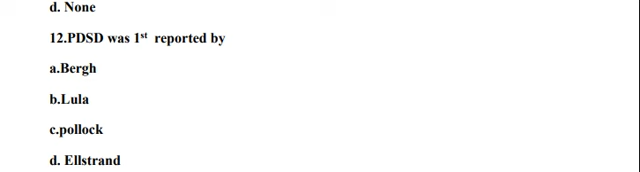 d. None
12.PDSD was 1st reported by
a.Bergh
b.Lula
c.pollock
d. Ellstrand